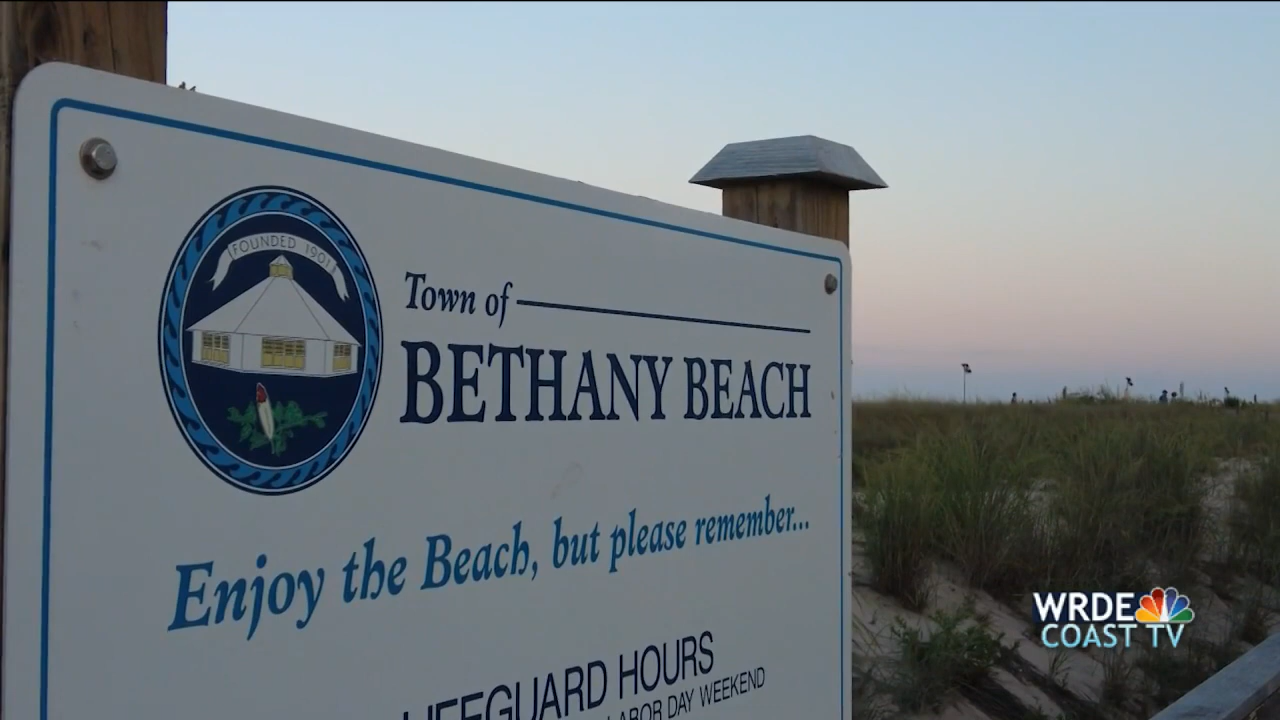 FOUNDED 1901
Town of
BETHANY BEACH
Enjoy the Beach, but please remember...
LIFEGUARD HOURS
LABOR DAY WEEKEND
WRDE
COAST TV